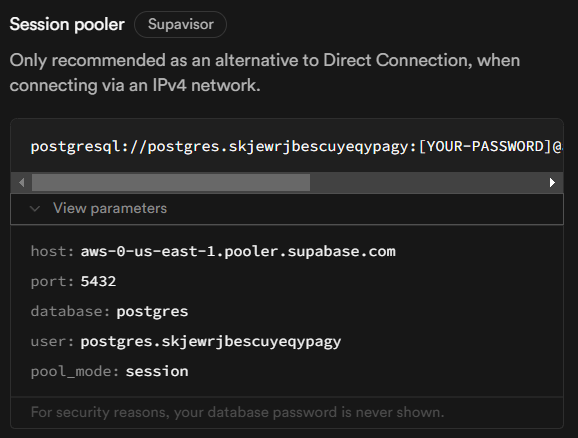 Session pooler Supavisor
Only recommended as an alternative to Direct Connection, when
connecting via an IPv4 network.
postgresql://postgres.skjewrjbescuyeqypagy:[YOUR-PASSWORD]@
View parameters
host: aws-0-us-east-1.pooler.supabase.com
port: 5432
database: postgres
user: postgres.skjewrjbescuyeqypagy
pool_mode: session
For security reasons, your database password is never shown.